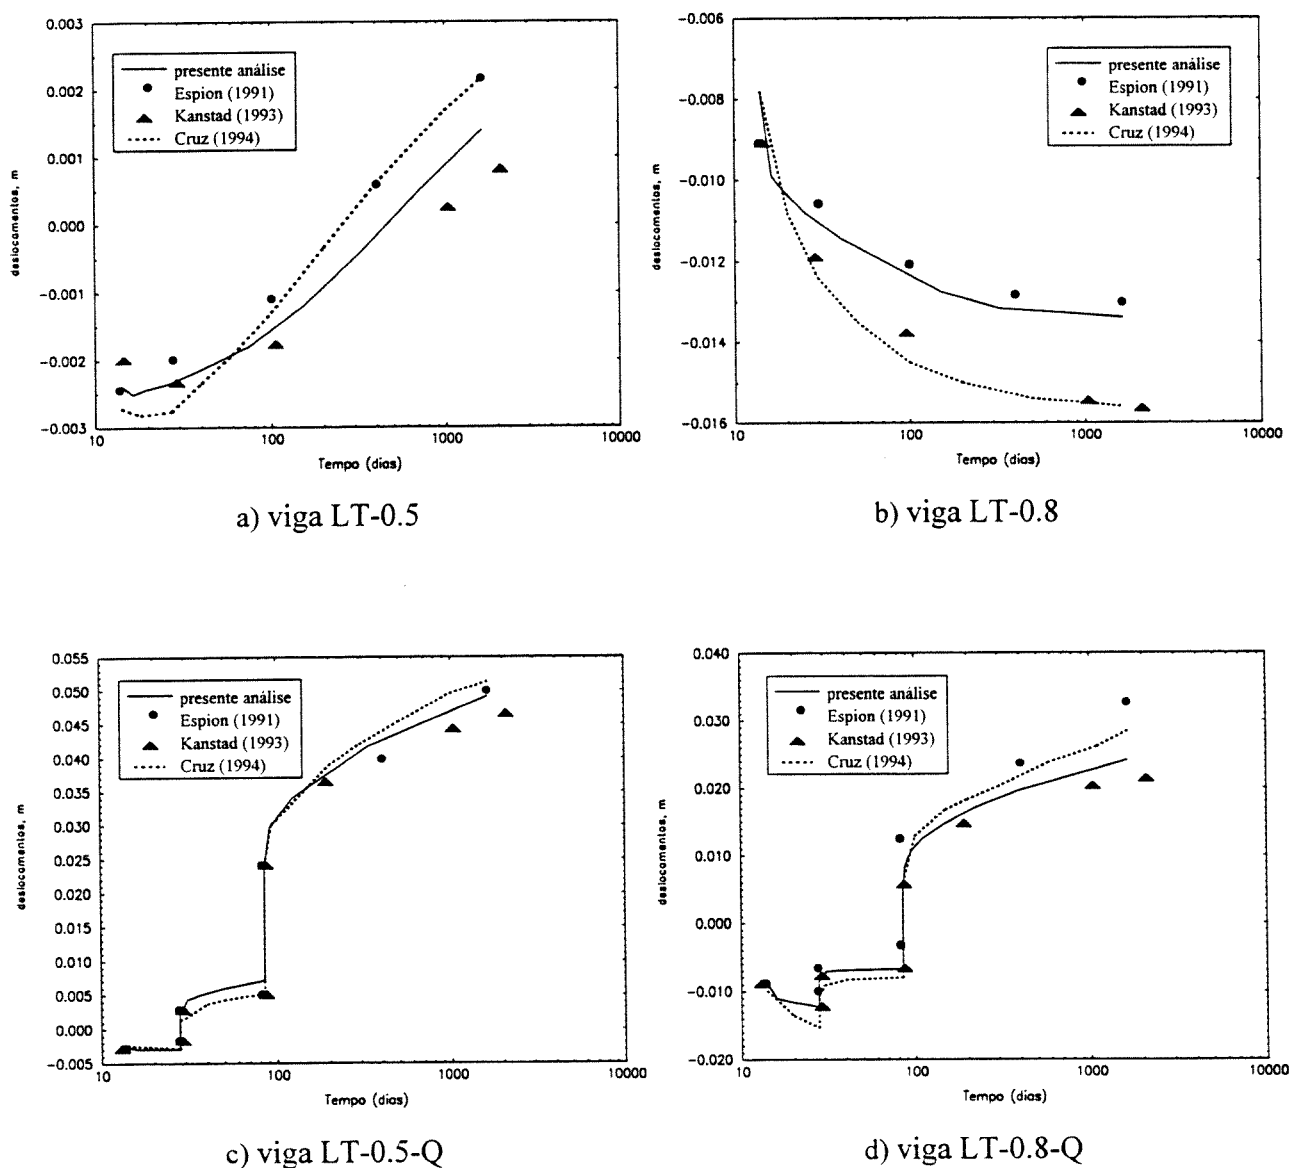 0.003
0.002
0.001
0.000
−0.001
−0.002
−0.003
deslocamentos, m
presente análise
Espion (1991)
Kanstad (1993)
Cruz (1994)
10
100
1000
10000
Tempo (dias)
a) viga LT-0.5
−0.006
−0.008
−0.010
−0.012
−0.014
−0.016
deslocamentos, m
presente análise
Espion (1991)
Kanstad (1993)
Cruz (1994)
10
100
1000
10000
Tempo (dias)
b) viga LT-0.8
0.055
0.050
0.045
0.040
0.035
0.030
0.025
0.020
0.015
0.010
0.005
0.000
−0.005
deslocamentos, m
presente análise
Espion (1991)
Kanstad (1993)
Cruz (1994)
10
100
1000
10000
Tempo (dias)
c) viga LT-0.5-Q
0.040
0.030
0.020
0.010
0.000
−0.010
−0.020
deslocamentos, m
presente análise
Espion (1991)
Kanstad (1993)
Cruz (1994)
10
100
1000
10000
Tempo (dias)
d) viga LT-0.8-Q